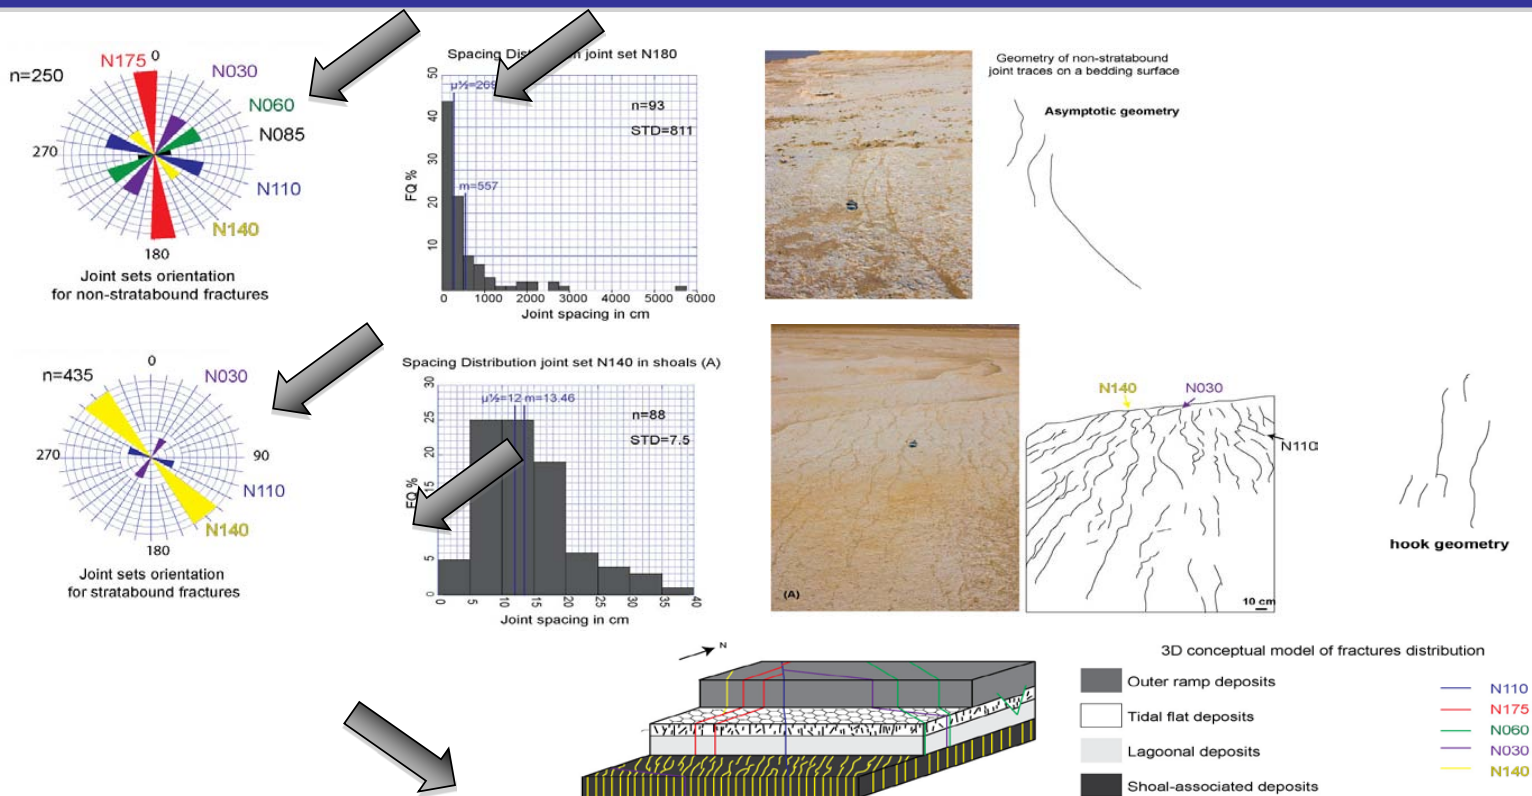 n=250
N175
0
N030
N060
N085
270
N110
N140
180
Joint sets orientation
for non-stratabound fractures
joint set N180
n=93
STD=811
m=557
FQ %
50
40
30
20
10
0 1000 2000 3000 4000 5000 6000
Joint spacing in cm
Geometry of non-stratabound
joint traces on a bedding surface
Asymptotic geometry
n=435
0
N030
270
90
N110
N140
180
Joint sets orientation
for stratabound fractures
Spacing Distribution joint set N140 in shoals (A)
µ½=12 m=13.46
n=88
STD=7.5
30
25
20
15
5
0
0 5 10 15 20 25 30 35 40
Joint spacing in cm
(A)
N140
N030
10 cm
hook geometry
N
3D conceptual model of fractures distribution
Outer ramp deposits
Tidal flat deposits
Lagoonal deposits
Shoal-associated deposits
N110
N175
N060
N030
N140